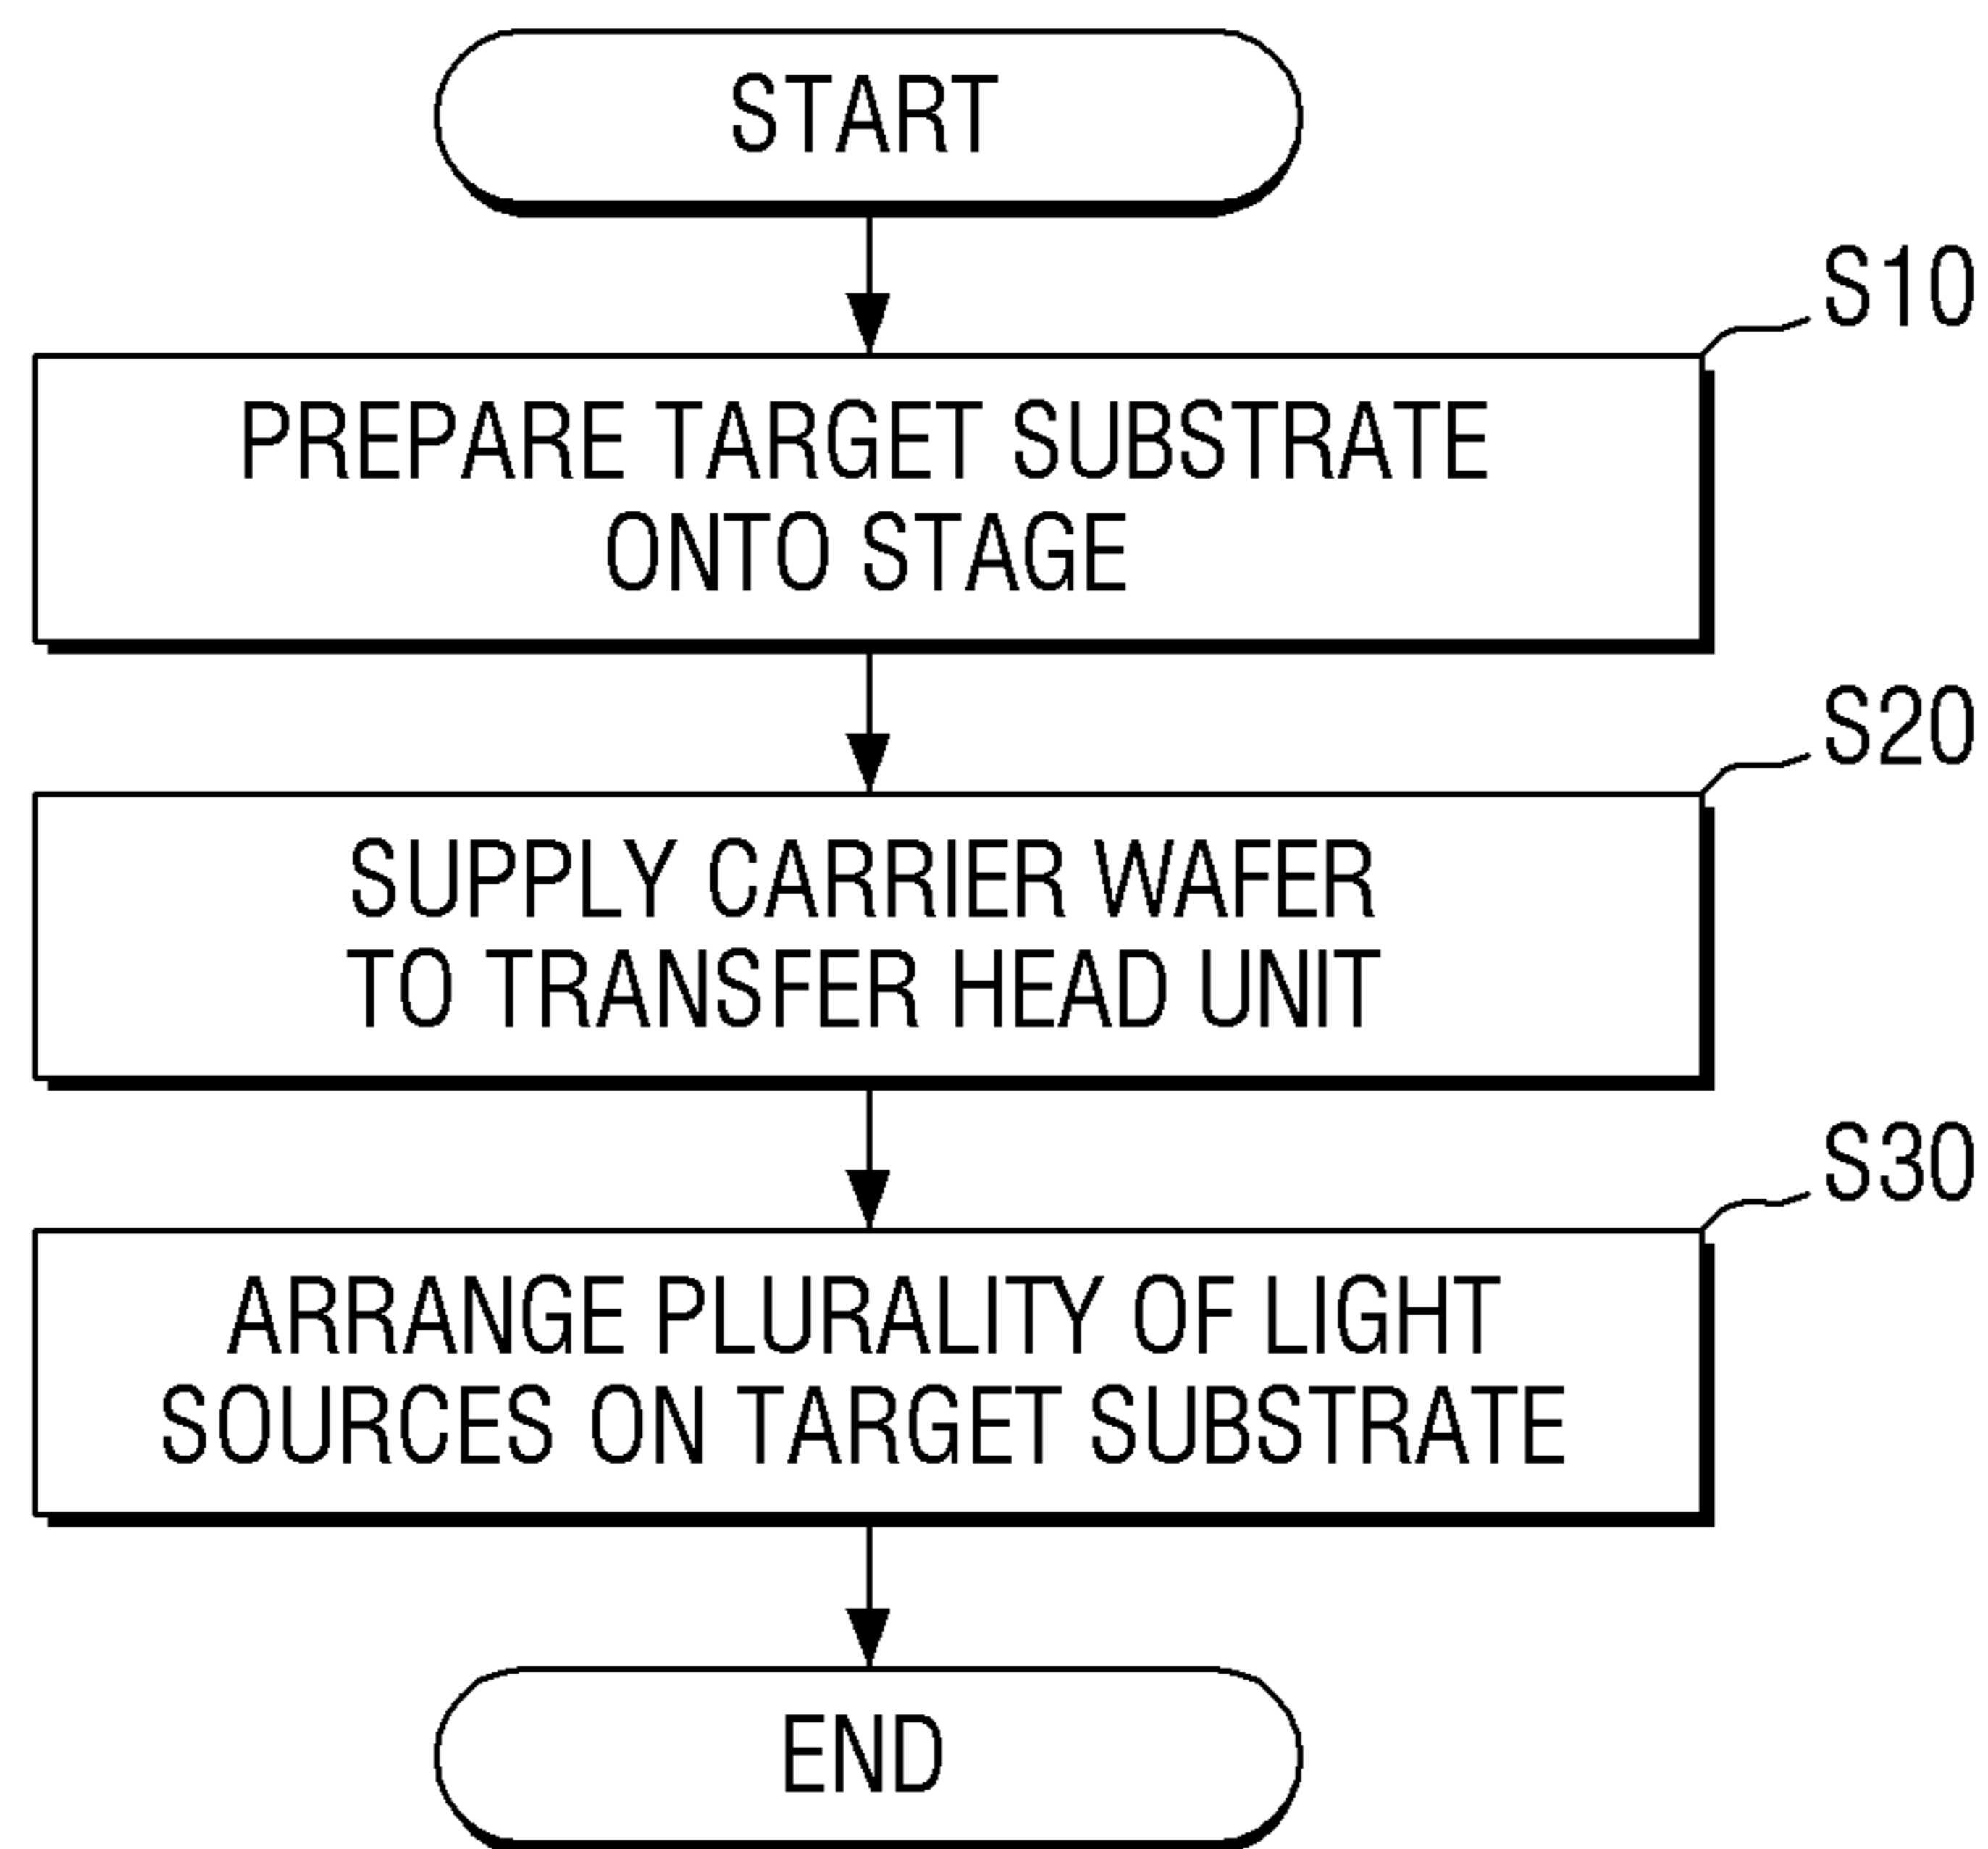 START
S10
PREPARE TARGET SUBSTRATE
ONTO STAGE
S20
SUPPLY CARRIER WAFER
TO TRANSFER HEAD UNIT
S30
ARRANGE PLURALITY OF LIGHT
SOURCES ON TARGET SUBSTRATE
END